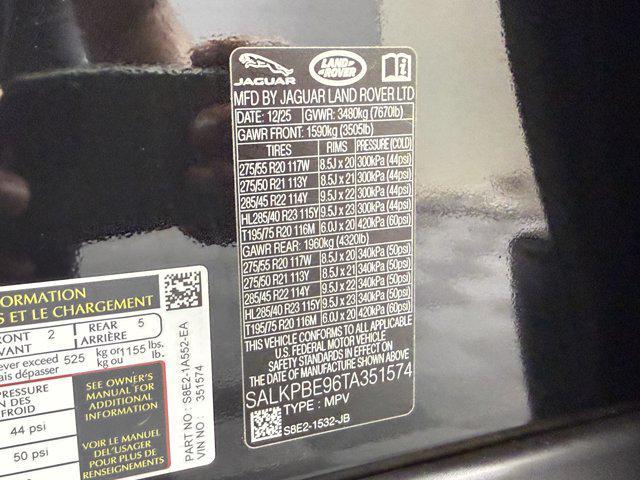 JAGUAR
LAND ROVER
MFD BY JAGUAR LAND ROVER LTD
DATE: 12/25 GVWR: 3480kg (7670lb)
GAWR FRONT: 1590kg (3505lb)
TIRES RIMS PRESSURE (COLD)
275/55 R20 117W 8.5J x 20 300kPa (44psi)
275/50 R21 113Y 8.5J x 21 300kPa (44psi)
285/45 R22 114Y 9.5J x 22 300kPa (44psi)
HL285/40 R23 115Y 9.5J x 23 300kPa (44psi)
T195/75 R20 116M 6.0J x 20 420kPa (60psi)
GAWR REAR: 1960kg (4320lb)
275/55 R20 117W 8.5J x 20 340kPa (50psi)
275/50 R21 113Y 8.5J x 21 340kPa (50psi)
285/45 R22 114Y 9.5J x 22 340kPa (50psi)
HL285/40 R23 115Y 9.5J x 23 340kPa (50psi)
T195/75 R20 116M 6.0J x 20 420kPa (60psi)
THIS VEHICLE CONFORMS TO ALL APPLICABLE
U.S. FEDERAL MOTOR VEHICLE
SAFETY STANDARDS IN EFFECT ON THE
DATE OF MANUFACTURE SHOWN ABOVE.
SALKPBE96TA351574
TYPE : MPV
S8E2-1532-JB
FORMATION
S ET LE CHARGEMENT
FRONT 2 REAR 5
AVANT ARRIÈRE
never exceed 525 kg or 1155 lbs.
ais dépasser kg ou lb.
PRESSURE
ON DES
FROID
44 psi
50 psi
SEE OWNER'S
MANUAL FOR
ADDITIONAL
INFORMATION
VOIR LE MANUEL
DE L'USAGER
POUR PLUS DE
RENSEIGNEMENTS
PART NO : S8E2-1A552-EA
VIN NO : 351574